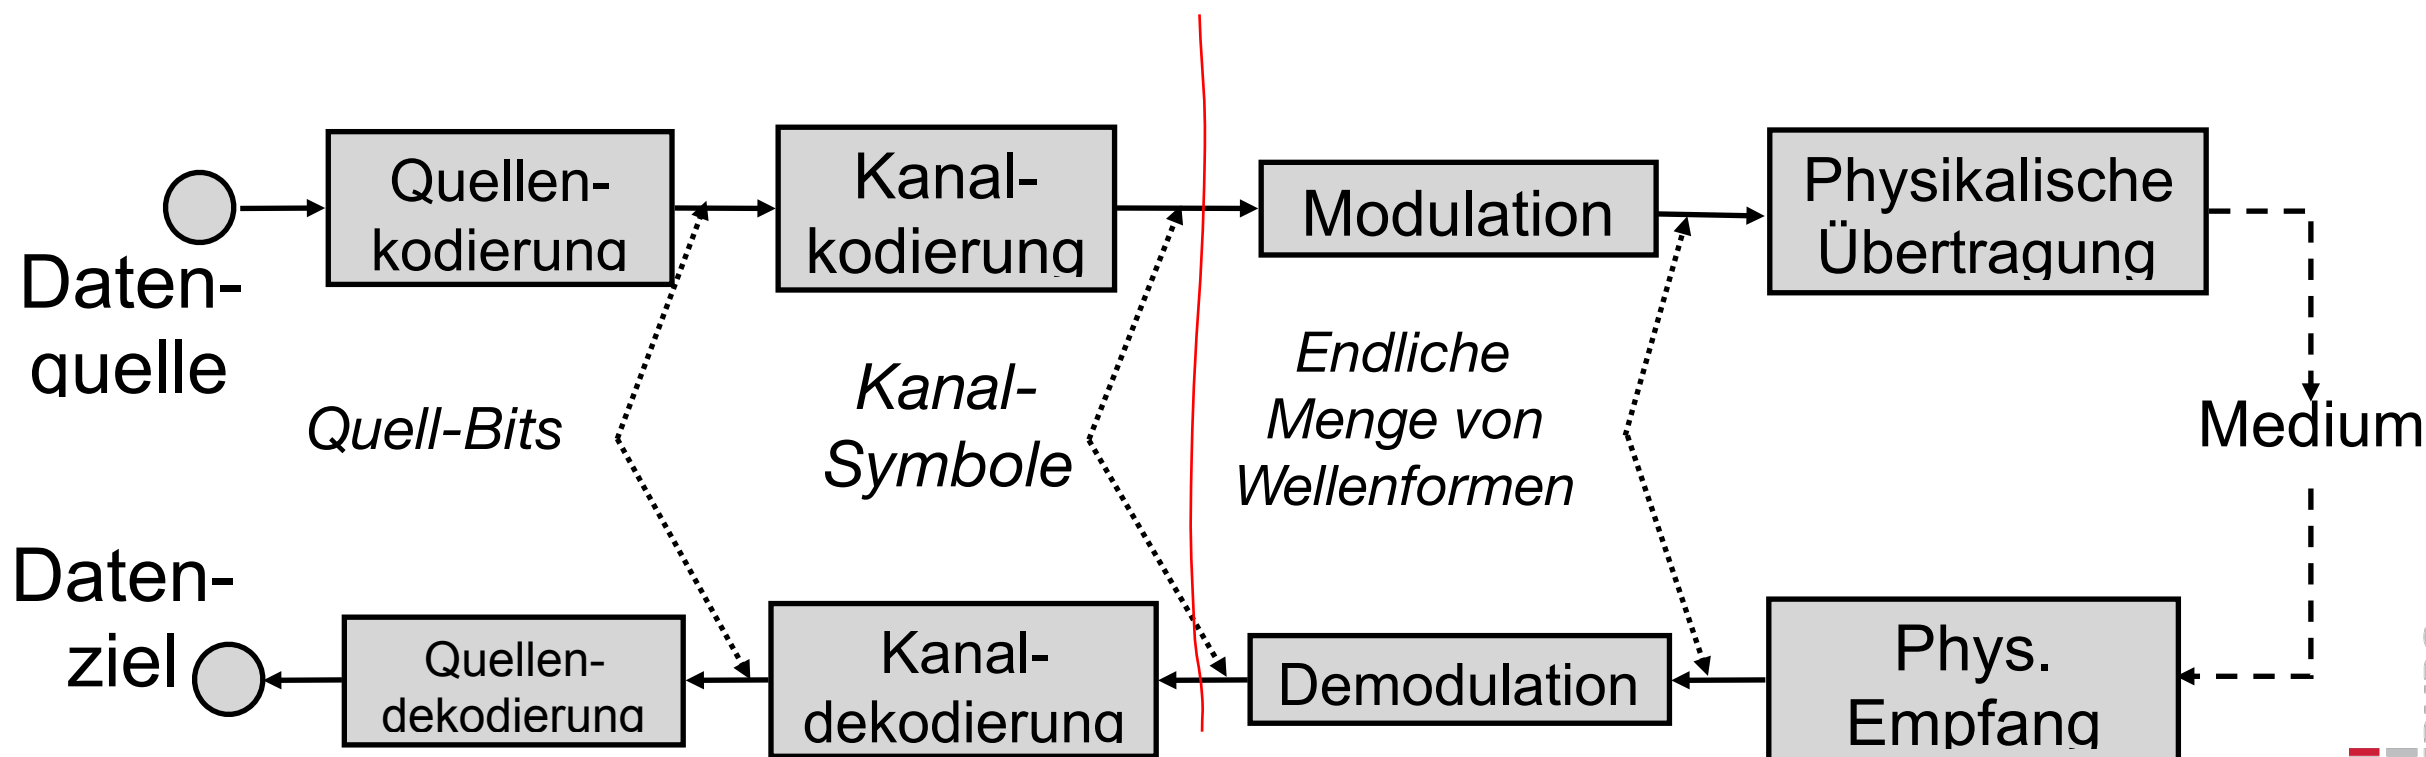 Daten-
quelle
Quellen-
kodierung
Kanal-
kodierung
Modulation
Physikalische
Übertragung
Quell-Bits
Kanal-
Symbole
Endliche
Menge von
Wellenformen
Medium
Daten-
ziel
Quellen-
dekodierung
Kanal-
dekodierung
Demodulation
Phys.
Empfang